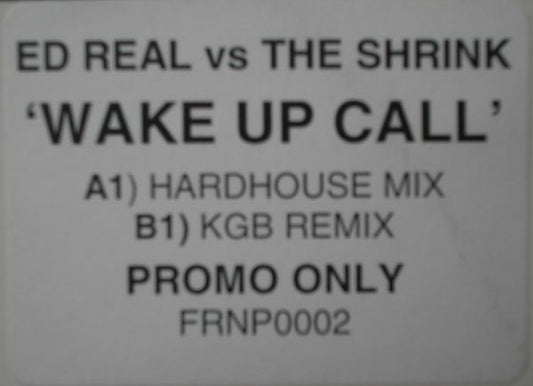 ED REAL vs THE SHRINK
‘WAKE UP CALL’
A1) HARDHOUSE MIX
B1) KGB REMIX
PROMO ONLY
FRNP0002